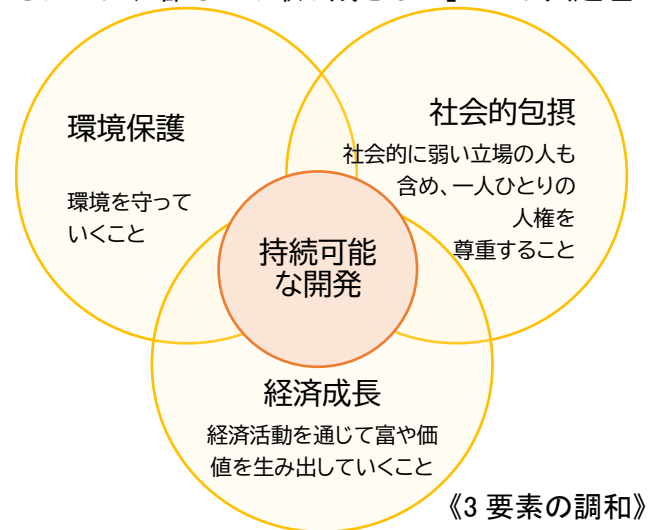 環境保護
環境を守って
いくこと
社会的包摂
社会的に弱い立場の人も
含め、一人ひとりの
人権を
尊重すること
持続可能
な開発
経済成長
経済活動を通じて富や価
値を生み出していくこと
《3 要素の調和》